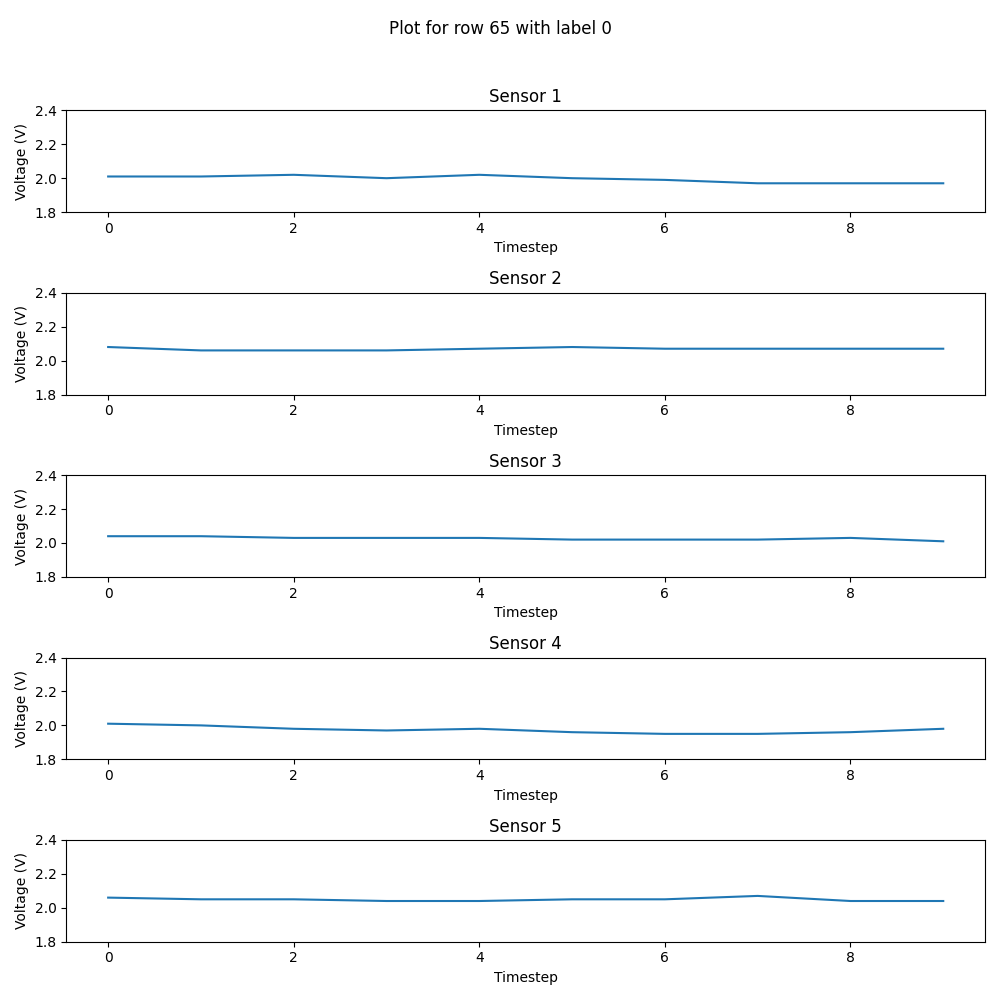 Plot for row 65 with label 0
Sensor 1
Voltage (V)
2.4
2.2
2.0
1.8
0 2 4 6 8
Timestep
Sensor 2
Voltage (V)
2.4
2.2
2.0
1.8
0 2 4 6 8
Timestep
Sensor 3
Voltage (V)
2.4
2.2
2.0
1.8
0 2 4 6 8
Timestep
Sensor 4
Voltage (V)
2.4
2.2
2.0
1.8
0 2 4 6 8
Timestep
Sensor 5
Voltage (V)
2.4
2.2
2.0
1.8
0 2 4 6 8
Timestep